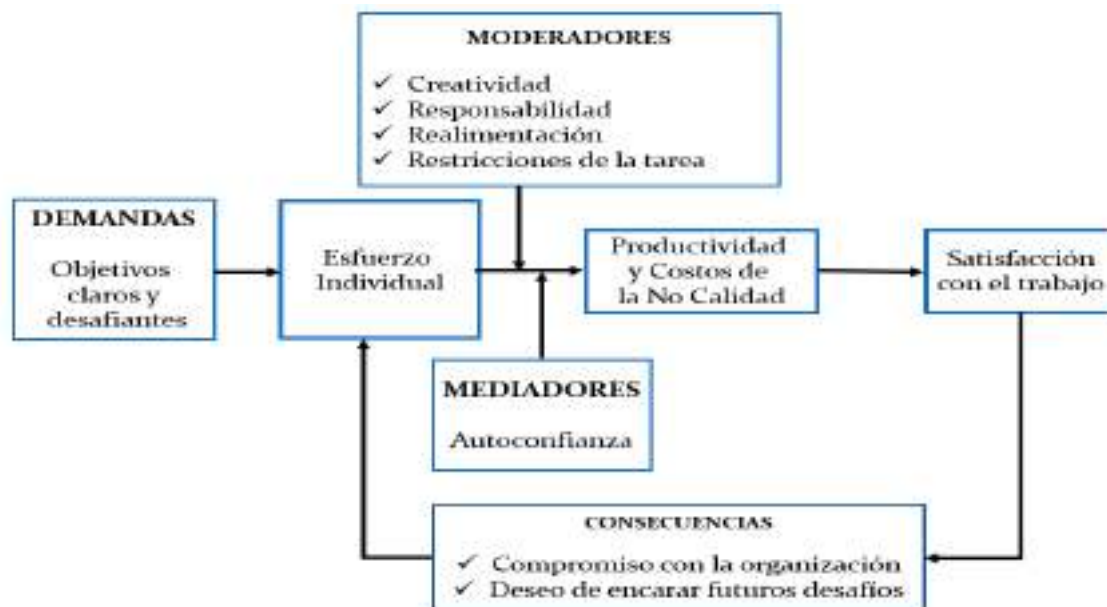 MODERADORES
✓ Creatividad
✓ Responsabilidad
✓ Realimentación
✓ Restricciones de la tarea
DEMANDAS
Objetivos
claros y
desafiantes
Esfuerzo
Individual
Productividad
y Costos de
la No Calidad
Satisfacción
con el trabajo
MEDIADORES
Autoconfianza
CONSECUENCIAS
✓ Compromiso con la organización
✓ Deseo de encarar futuros desafíos